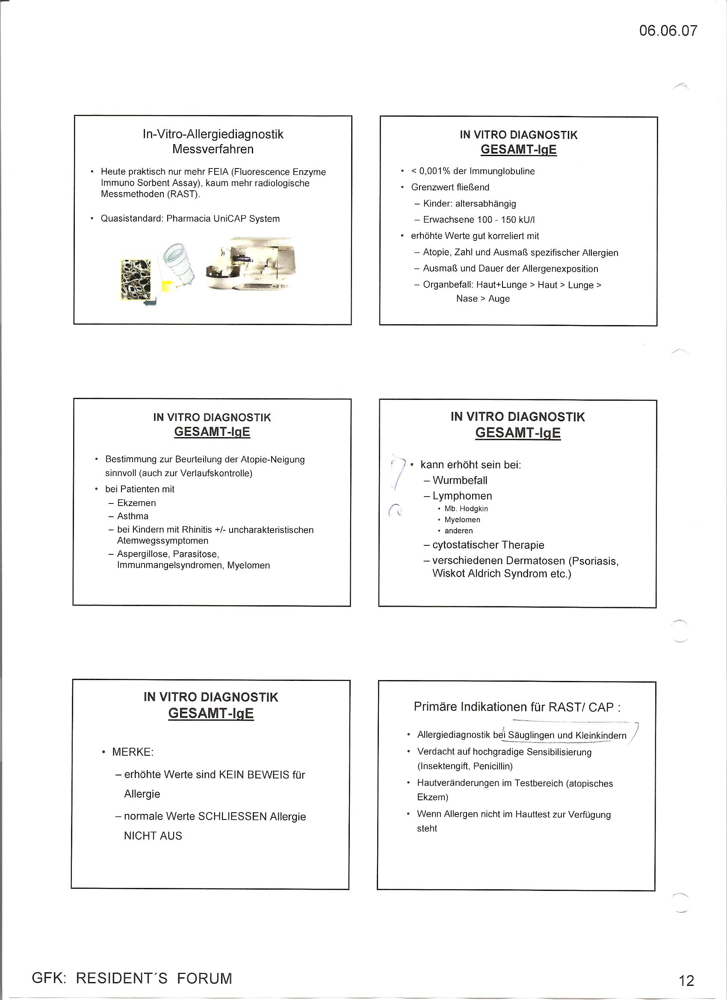 06.06.07
In-Vitro-Allergiediagnostik
Messverfahren
• Heute praktisch nur mehr FEIA (Fluorescence Enzyme
Immuno Sorbent Assay), kaum mehr radiologische
Messmethoden (RAST).
• Quasistandard: Pharmacia UniCAP System
IN VITRO DIAGNOSTIK
GESAMT-IgE
• < 0,001% der Immunglobuline
• Grenzwert fließend
– Kinder: altersabhängig
– Erwachsene 100 - 150 kU/l
• erhöhte Werte gut korreliert mit
– Atopie, Zahl und Ausmaß spezifischer Allergien
– Ausmaß und Dauer der Allergenexposition
– Organbefall: Haut+Lunge > Haut > Lunge >
Nase > Auge
IN VITRO DIAGNOSTIK
GESAMT-IgE
• Bestimmung zur Beurteilung der Atopie-Neigung
sinnvoll (auch zur Verlaufskontrolle)
• bei Patienten mit
– Ekzemen
– Asthma
– bei Kindern mit Rhinitis +/- uncharakteristischen
Atemwegssymptomen
– Aspergillose, Parasitose,
Immunmangelsyndromen, Myelomen
IN VITRO DIAGNOSTIK
GESAMT-IgE
• kann erhöht sein bei:
– Wurmbefall
– Lymphomen
• Mb. Hodgkin
• Myelomen
• anderen
– cytostatischer Therapie
– verschiedenen Dermatosen (Psoriasis,
Wiskot Aldrich Syndrom etc.)
IN VITRO DIAGNOSTIK
GESAMT-IgE
• MERKE:
– erhöhte Werte sind KEIN BEWEIS für
Allergie
– normale Werte SCHLIESSEN Allergie
NICHT AUS
Primäre Indikationen für RAST/ CAP :
• Allergiediagnostik bei Säuglingen und Kleinkindern
• Verdacht auf hochgradige Sensibilisierung
(Insektengift, Penicillin)
• Hautveränderungen im Testbereich (atopisches
Ekzem)
• Wenn Allergen nicht im Hauttest zur Verfügung
steht
GFK: RESIDENT´S FORUM
12